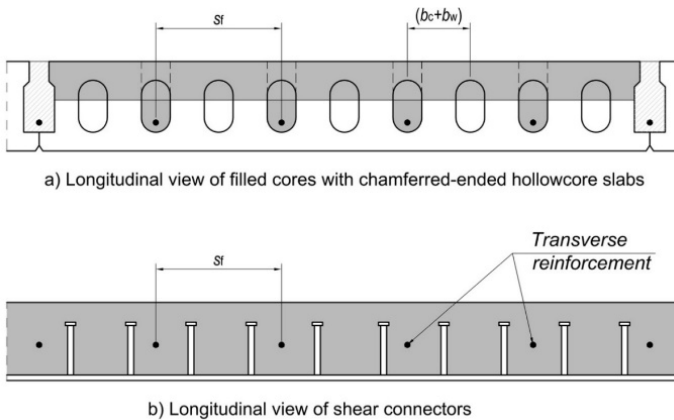 sf
(bc+bw)
a) Longitudinal view of filled cores with chamferred-ended hollowcore slabs
Transverse
sf
reinforcement
b) Longitudinal view of shear connectors